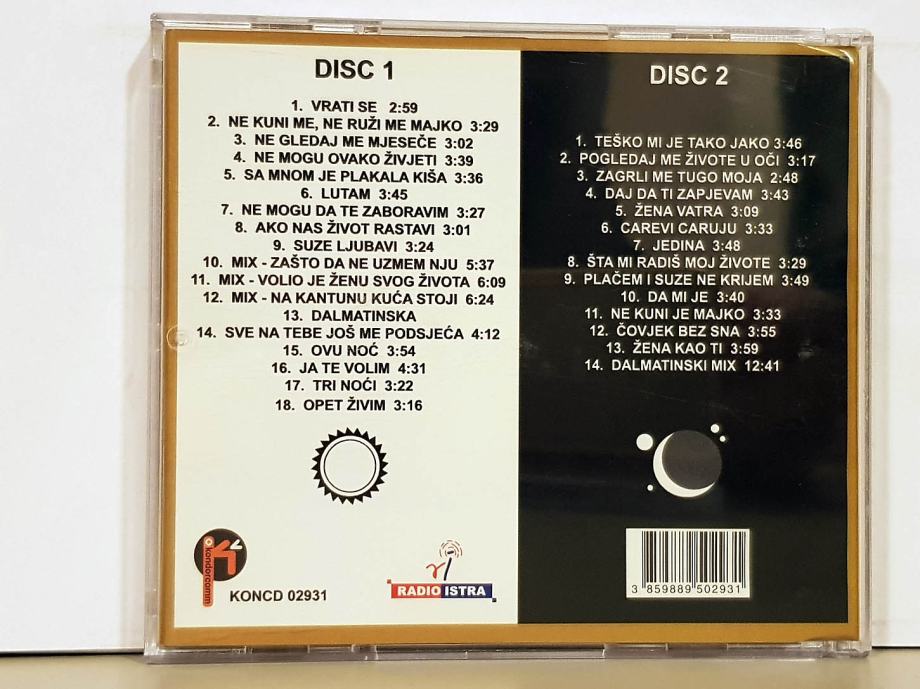 DISC 1
1. VRATI SE 2:59
2. NE KUNI ME, NE RUŽI ME MAJKO 3:29
3. NE GLEDAJ ME MJESEČE 3:02
4. NE MOGU OVAKO ŽIVJETI 3:39
5. SA MNOM JE PLAKALA KIŠA 3:36
6. LUTAM 3:45
7. NE MOGU DA TE ZABORAVIM 3:27
8. AKO NAS ŽIVOT RASTAVI 3:01
9. SUZE LJUBAVI 3:24
10. MIX - ZAŠTO DA NE UZMEM NJU 5:37
11. MIX - VOLIO JE ŽENU SVOG ŽIVOTA 6:09
12. MIX - NA KANTUNU KUĆA STOJI 6:24
13. DALMATINSKA
14. SVE NA TEBE JOŠ ME PODSJEĆA 4:12
15. OVU NOĆ 3:54
16. JA TE VOLIM 4:31
17. TRI NOĆI 3:22
18. OPET ŽIVIM 3:16
kondorcomm
KONCD 02931
RADIO ISTRA
DISC 2
1. TEŠKO MI JE TAKO JAKO 3:46
2. POGLEDAJ ME ŽIVOTE U OČI 3:17
3. ZAGRLI ME TUGO MOJA 2:48
4. DAJ DA TI ZAPJEVAM 3:43
5. ŽENA VATRA 3:09
6. CAREVI CARUJU 3:33
7. JEDINA 3:48
8. ŠTA MI RADIŠ MOJ ŽIVOTE 3:29
9. PLAČEM I SUZE NE KRIJEM 3:49
10. DA MI JE 3:40
11. NE KUNI JE MAJKO 3:33
12. ČOVJEK BEZ SNA 3:55
13. ŽENA KAO TI 3:59
14. DALMATINSKI MIX 12:41
3 859889 502931